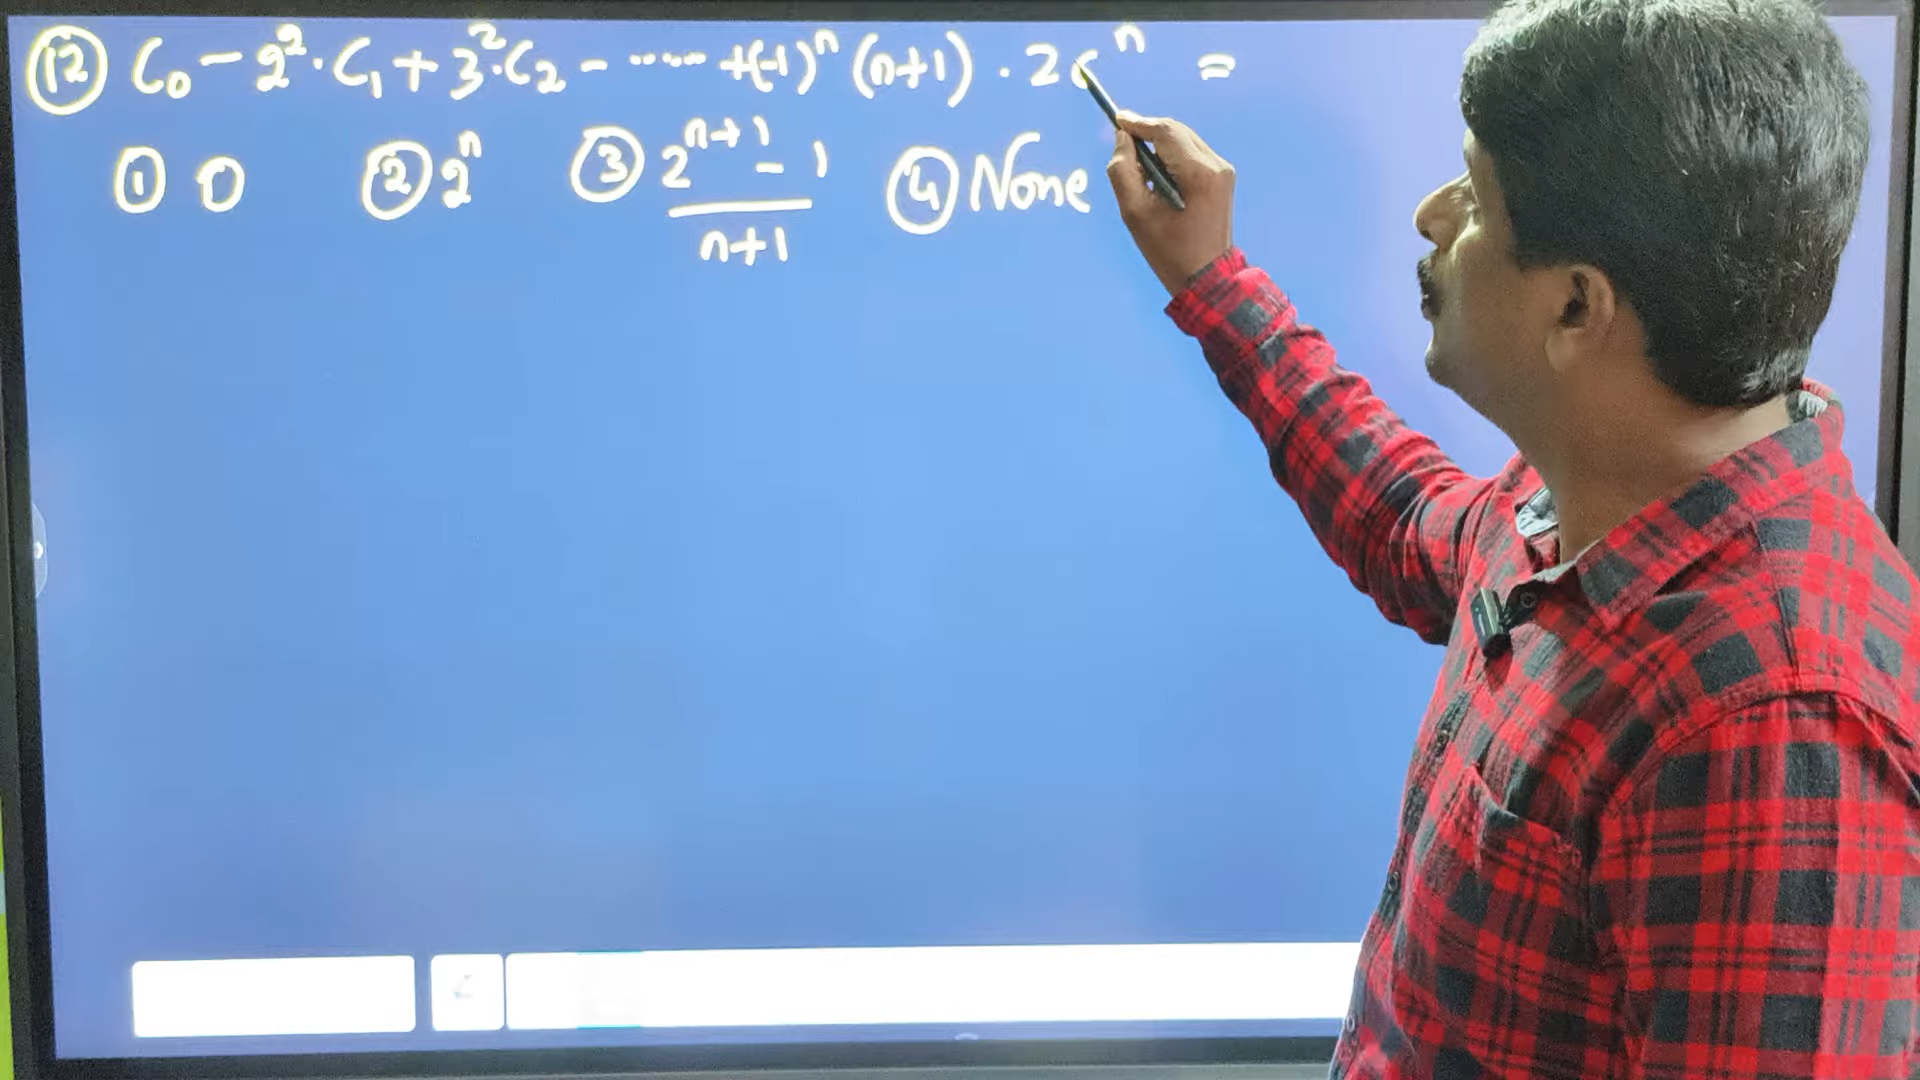 ⑫ C₀ - 2²·C₁ + 3²·C₂ - ...... + (-1)ⁿ (n+1) · 2cⁿ =
① 0 ② 2ⁿ ③ 2ⁿ⁺¹ - 1 / n+1 ④ None